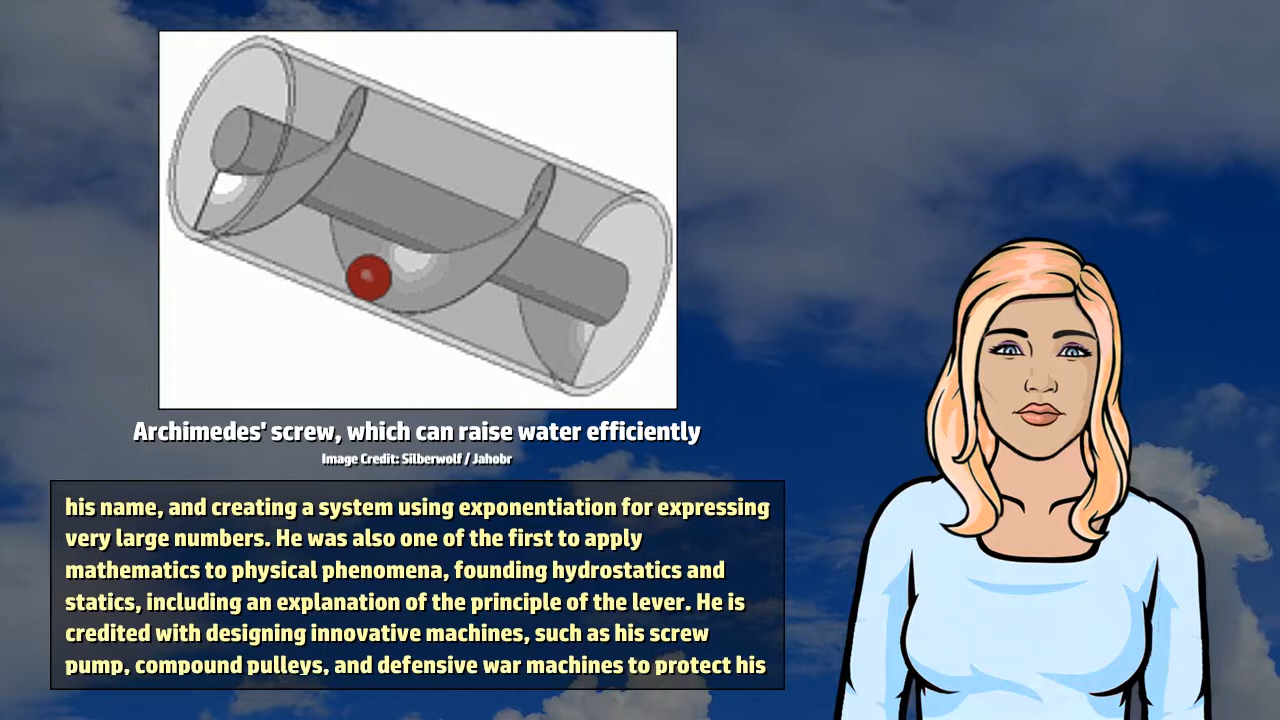 Archimedes' screw, which can raise water efficiently
Image Credit: Silberwolf / Jahobr
his name, and creating a system using exponentiation for expressing
very large numbers. He was also one of the first to apply
mathematics to physical phenomena, founding hydrostatics and
statics, including an explanation of the principle of the lever. He is
credited with designing innovative machines, such as his screw
pump, compound pulleys, and defensive war machines to protect his